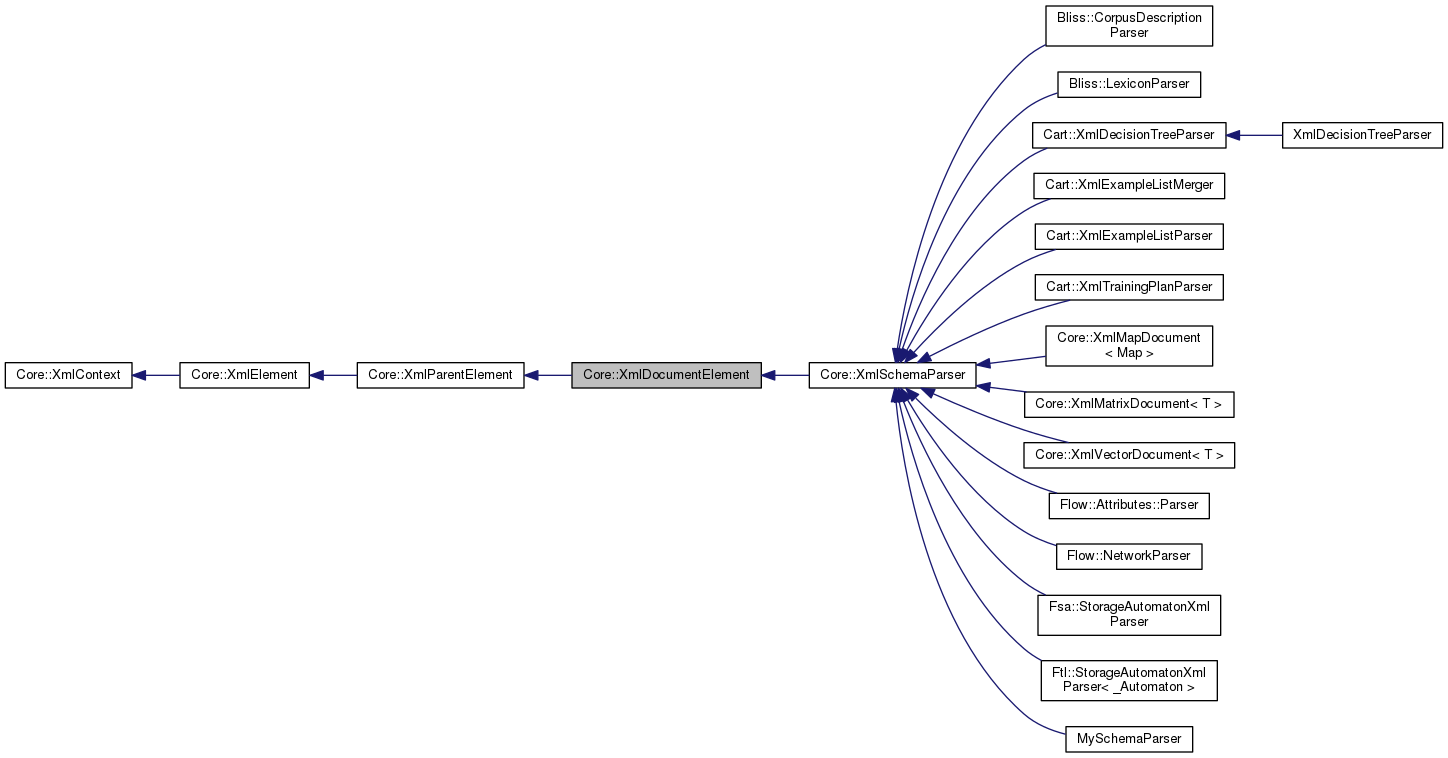 Bliss::CorpusDescription
Parser
Bliss::LexiconParser
Cart::XmlDecisionTreeParser
XmlDecisionTreeParser
Cart::XmlExampleListMerger
Cart::XmlExampleListParser
Cart::XmlTrainingPlanParser
Core::XmlMapDocument
< Map >
Core::XmlContext
Core::XmlElement
Core::XmlParentElement
Core::XmlDocumentElement
Core::XmlSchemaParser
Core::XmlMatrixDocument< T >
Core::XmlVectorDocument< T >
Flow::Attributes::Parser
Flow::NetworkParser
Fsa::StorageAutomatonXml
Parser
Ftl::StorageAutomatonXml
Parser< _Automaton >
MySchemaParser